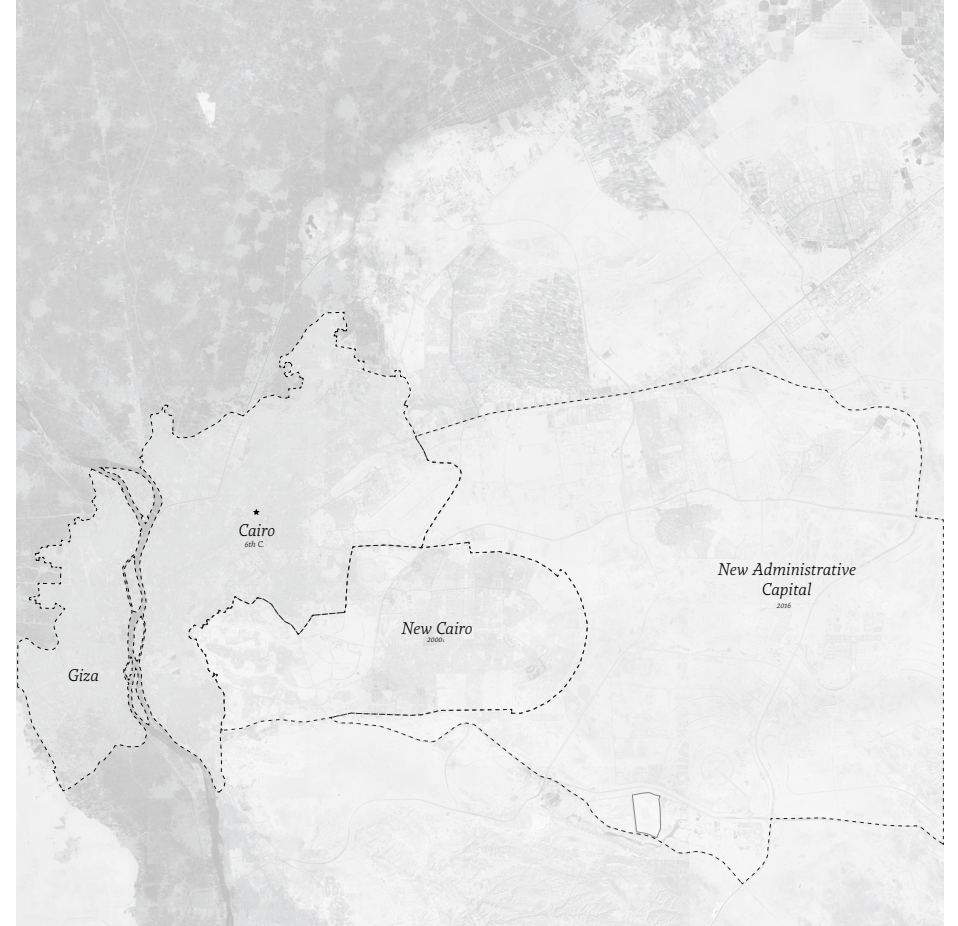 Cairo
6th C.
New Administrative
Capital
2016
New Cairo
2000s
Giza